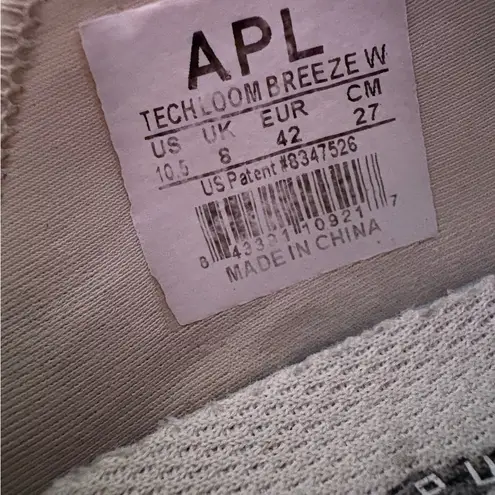 APL
TECHLOOM BREEZE W
US UK EUR CM
10.5 8 42 27
US Patent #8347526
8 43391 10921 7
MADE IN CHINA